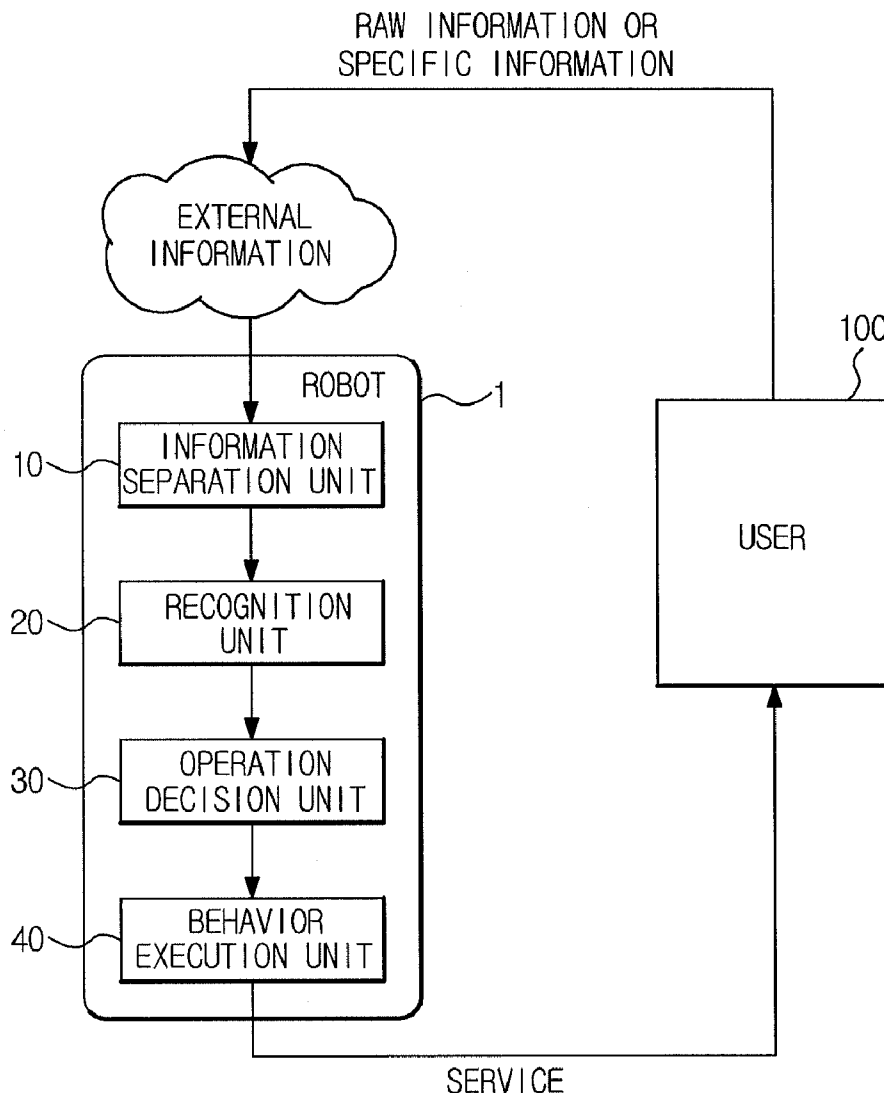 RAW INFORMATION OR
SPECIFIC INFORMATION
EXTERNAL
INFORMATION
100
ROBOT
1
10
INFORMATION
SEPARATION UNIT
USER
20
RECOGNITION
UNIT
30
OPERATION
DECISION UNIT
40
BEHAVIOR
EXECUTION UNIT
SERVICE